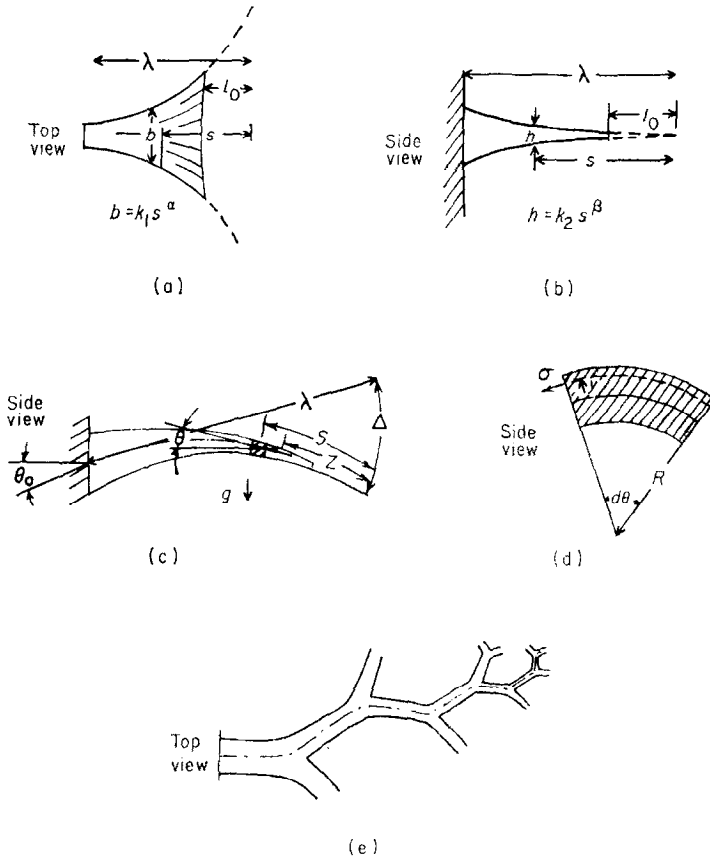 λ
l₀
Top
view
b
s
b = k₁ s^α
(a)
λ
l₀
Side
view
h
s
h = k₂ s^β
(b)
Side
view
θ₀
θ
λ
S
Z
Δ
g
(c)
σ
y
Side
view
R
dθ
(d)
Top
view
(e)